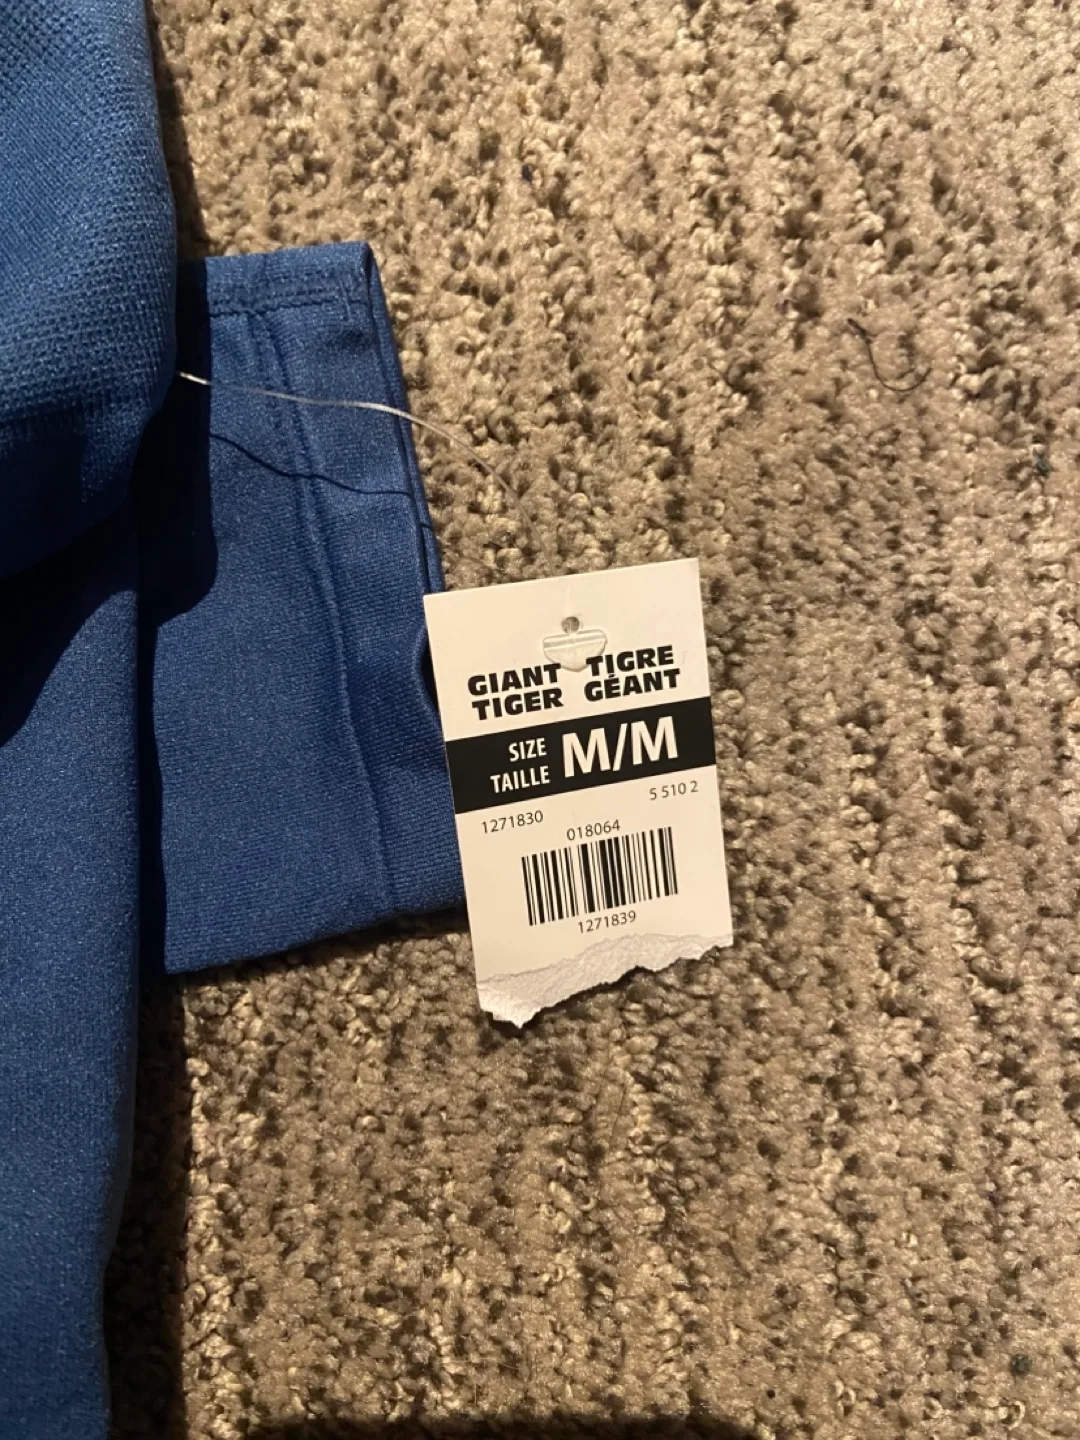 GIANT TIGRE
TIGER GÉANT
SIZE M/M
TAILLE
1271830 5 510 2
018064
1271839